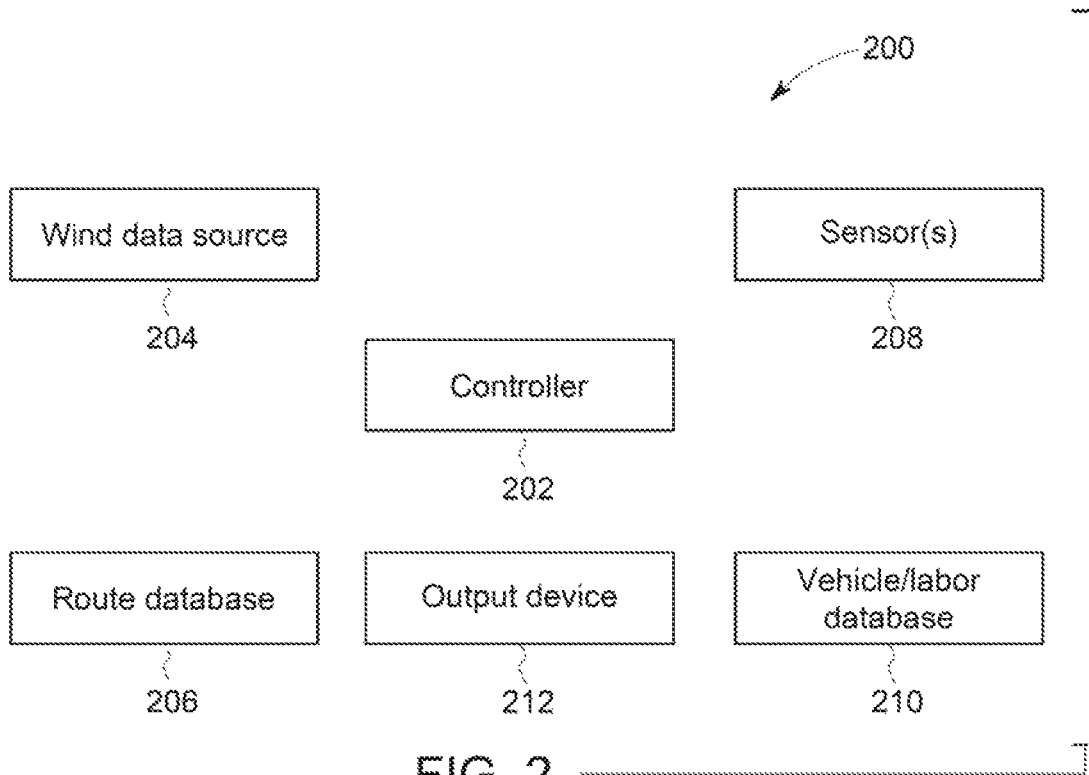 200
Wind data source
Sensor(s)
204
208
Controller
202
Route database
Output device
Vehicle/labor
database
206
212
210
FIG. 2